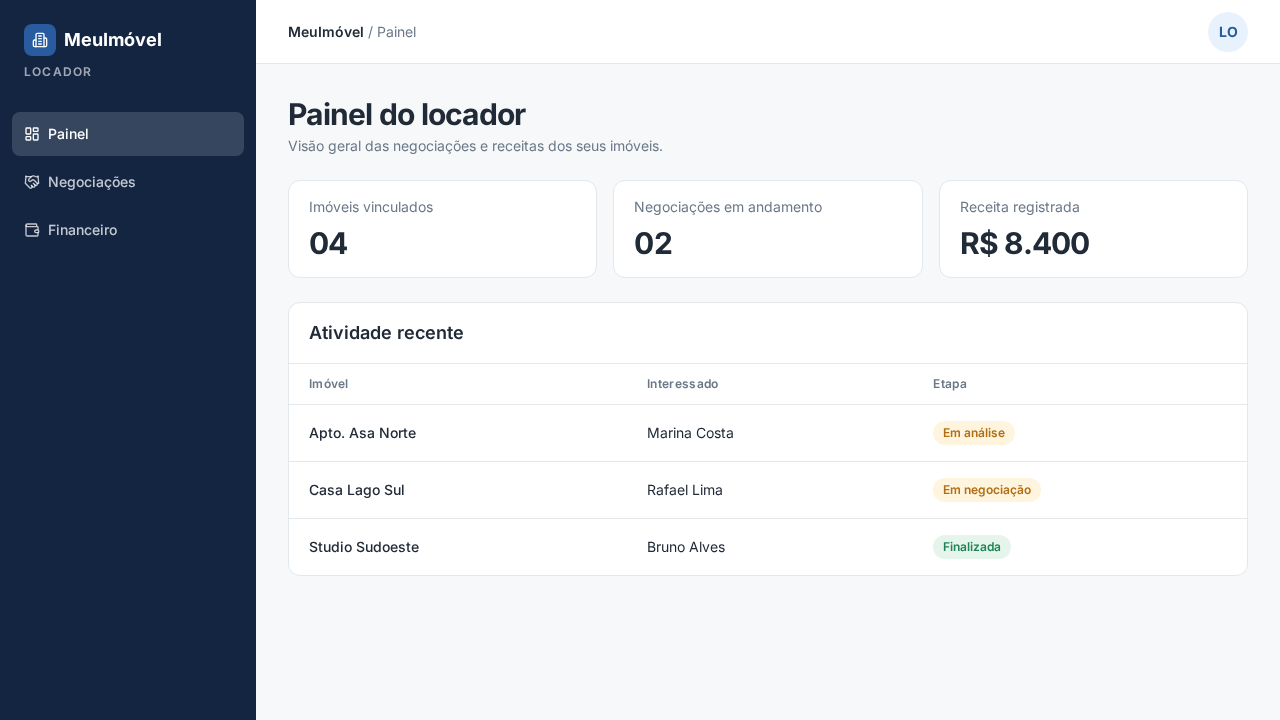 MeuImóvel
LOCADOR
Painel
Negociações
Financeiro
MeuImóvel / Painel
LO
Painel do locador
Visão geral das negociações e receitas dos seus imóveis.
Imóveis vinculados
04
Negociações em andamento
02
Receita registrada
R$ 8.400
Atividade recente
Imóvel Interessado Etapa
Apto. Asa Norte Marina Costa Em análise
Casa Lago Sul Rafael Lima Em negociação
Studio Sudoeste Bruno Alves Finalizada